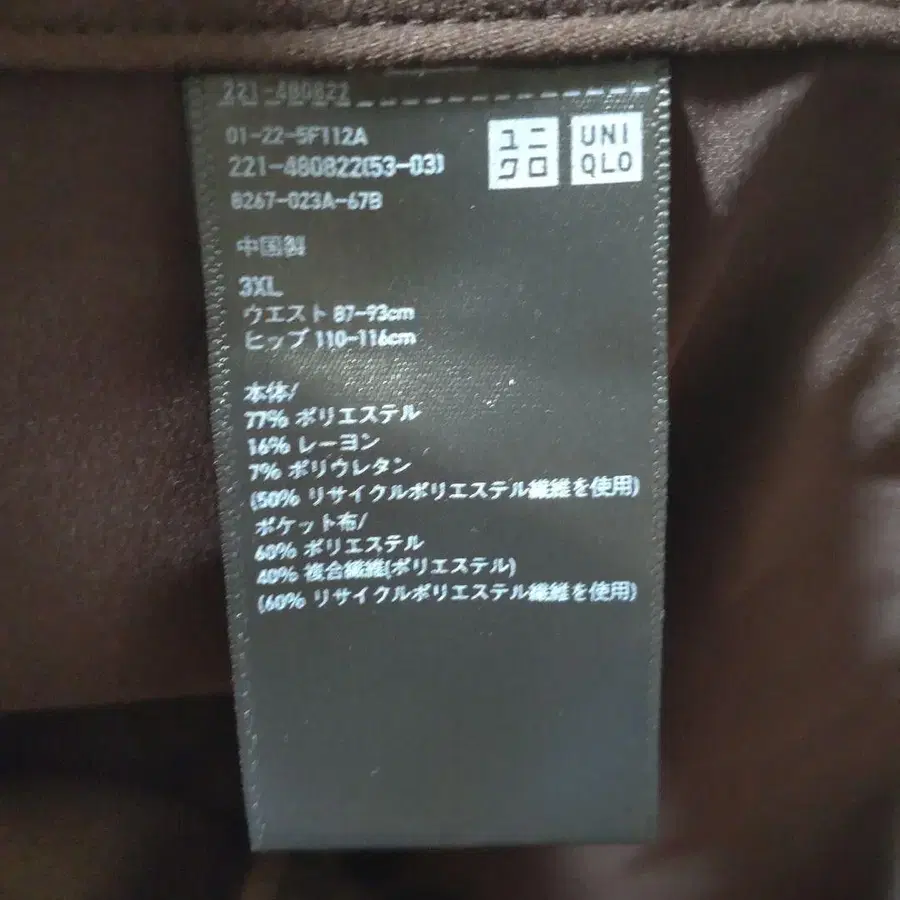 221-480822
01-22-5F112A
221-480822(53-03)
8267-023A-67B
ユニ
クロ
UNI
QLO
中国製
3XL
ウエスト 87-93cm
ヒップ 110-116cm
本体/
77% ポリエステル
16% レーヨン
7% ポリウレタン
(50% リサイクルポリエステル繊維を使用)
ポケット布/
60% ポリエステル
40% 複合繊維(ポリエステル)
(60% リサイクルポリエステル繊維を使用)